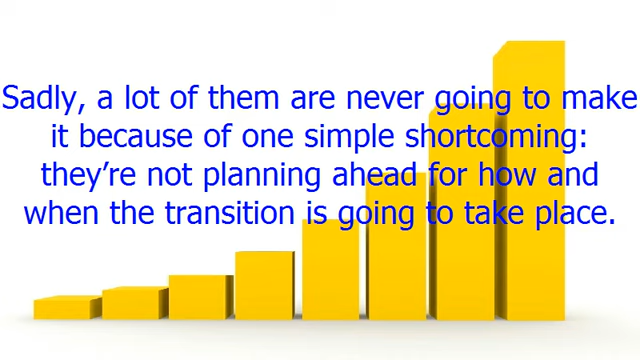 Sadly, a lot of them are never going to make
it because of one simple shortcoming:
they’re not planning ahead for how and
when the transition is going to take place.